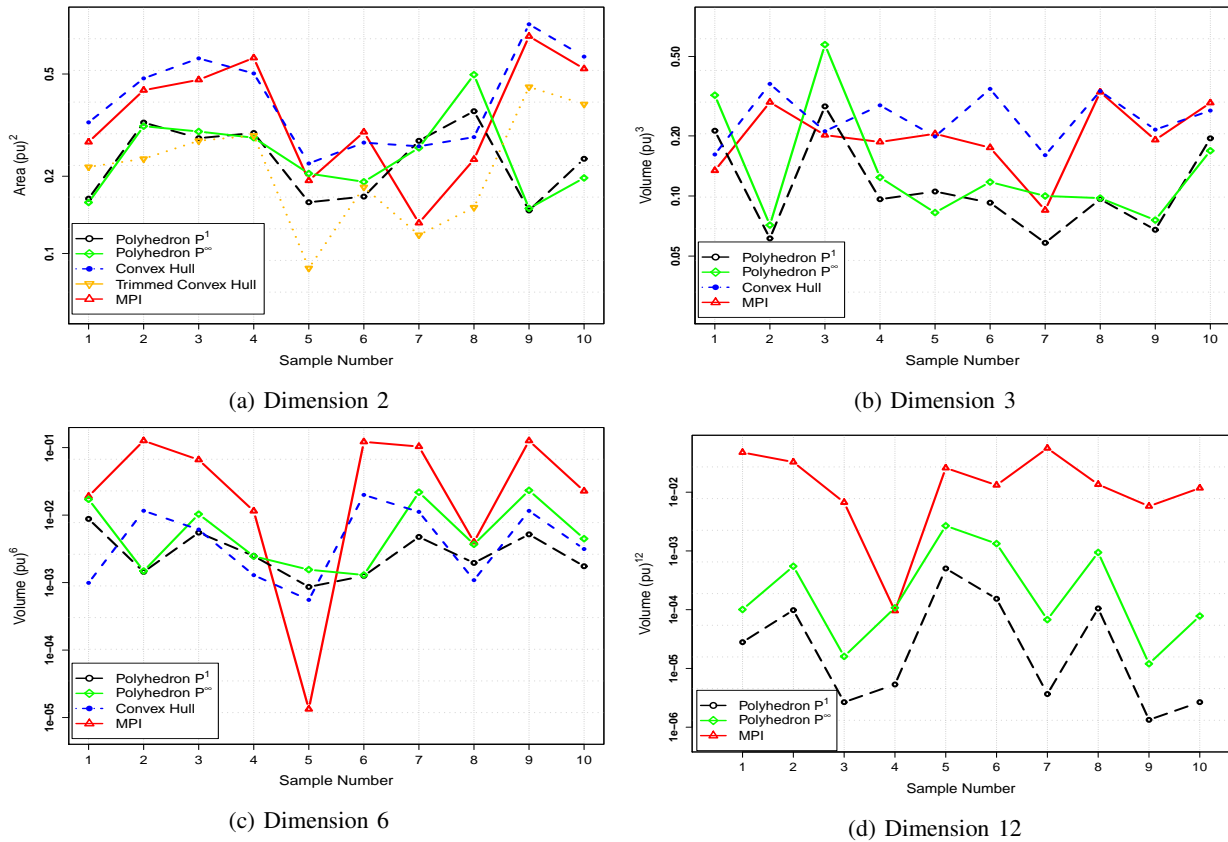 Area (pu)²
0.5
0.2
0.1
Polyhedron P¹
Polyhedron P∞
Convex Hull
Trimmed Convex Hull
MPI
1 2 3 4 5 6 7 8 9 10
Sample Number
(a) Dimension 2
Volume (pu)³
0.50
0.20
0.10
0.05
Polyhedron P¹
Polyhedron P∞
Convex Hull
MPI
1 2 3 4 5 6 7 8 9 10
Sample Number
(b) Dimension 3
Volume (pu)⁶
1e-01
1e-02
1e-03
1e-04
1e-05
Polyhedron P¹
Polyhedron P∞
Convex Hull
MPI
1 2 3 4 5 6 7 8 9 10
Sample Number
(c) Dimension 6
Volume (pu)¹²
1e-02
1e-03
1e-04
1e-05
1e-06
Polyhedron P¹
Polyhedron P∞
MPI
1 2 3 4 5 6 7 8 9 10
Sample Number
(d) Dimension 12